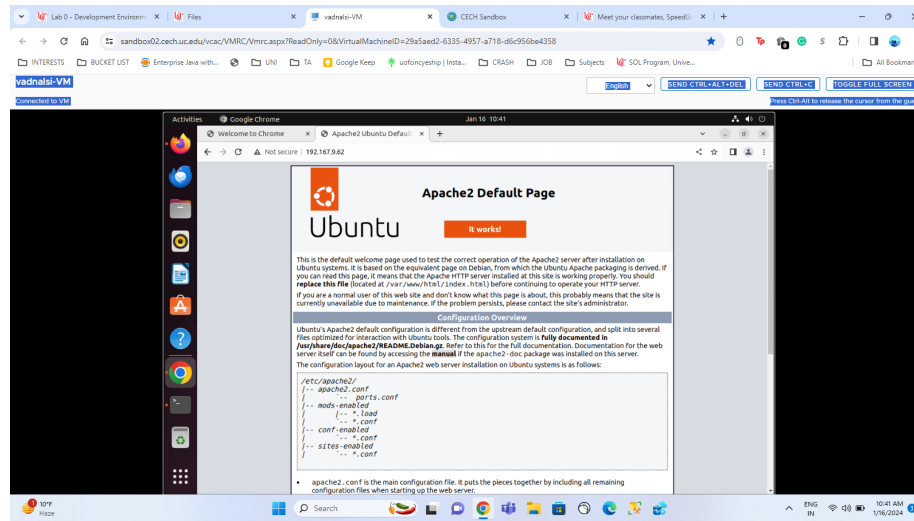 Lab 0 - Development Environm
Files
vadnalsi-VM
CECH Sandbox
Meet your classmates, SpeedG
sandbox02.cech.uc.edu/vcac/VMRC/Vmrc.aspx?ReadOnly=0&VirtualMachineID=29a5aed2-6335-4957-a718-d6c956be4358
INTERESTS
BUCKET LIST
Enterprise Java with...
UNI
TA
Google Keep
uofcincyeship | Insta...
CRASH
JOB
Subjects
SOL Program, Unive...
All Bookmar
vadnalsi-VM
English
SEND CTRL+ALT+DEL
SEND CTRL+C
TOGGLE FULL SCREEN
Connected to VM
Press Ctrl-Alt to release the cursor from the gue
Activities
Google Chrome
Jan 16 10:41
Welcome to Chrome
Apache2 Ubuntu Default
Not secure | 192.167.9.62
Apache2 Default Page
Ubuntu
It works!
This is the default welcome page used to test the correct operation of the Apache2 server after installation on
Ubuntu systems. It is based on the equivalent page on Debian, from which the Ubuntu Apache packaging is derived. If
you can read this page, it means that the Apache HTTP server installed at this site is working properly. You should
replace this file (located at /var/www/html/index.html) before continuing to operate your HTTP server.
If you are a normal user of this web site and don't know what this page is about, this probably means that the site is
currently unavailable due to maintenance. If the problem persists, please contact the site's administrator.
Configuration Overview
Ubuntu's Apache2 default configuration is different from the upstream default configuration, and split into several
files optimized for interaction with Ubuntu tools. The configuration system is fully documented in
/usr/share/doc/apache2/README.Debian.gz. Refer to this for the full documentation. Documentation for the web
server itself can be found by accessing the manual if the apache2-doc package was installed on this server.
The configuration layout for an Apache2 web server installation on Ubuntu systems is as follows:
/etc/apache2/
|-- apache2.conf
|       `--  ports.conf
|-- mods-enabled
|       |-- *.load
|       `-- *.conf
|-- conf-enabled
|       `-- *.conf
|-- sites-enabled
|       `-- *.conf
• apache2.conf is the main configuration file. It puts the pieces together by including all remaining
configuration files when starting up the web server.
10°F
Haze
Search
ENG
IN
10:41 AM
1/16/2024